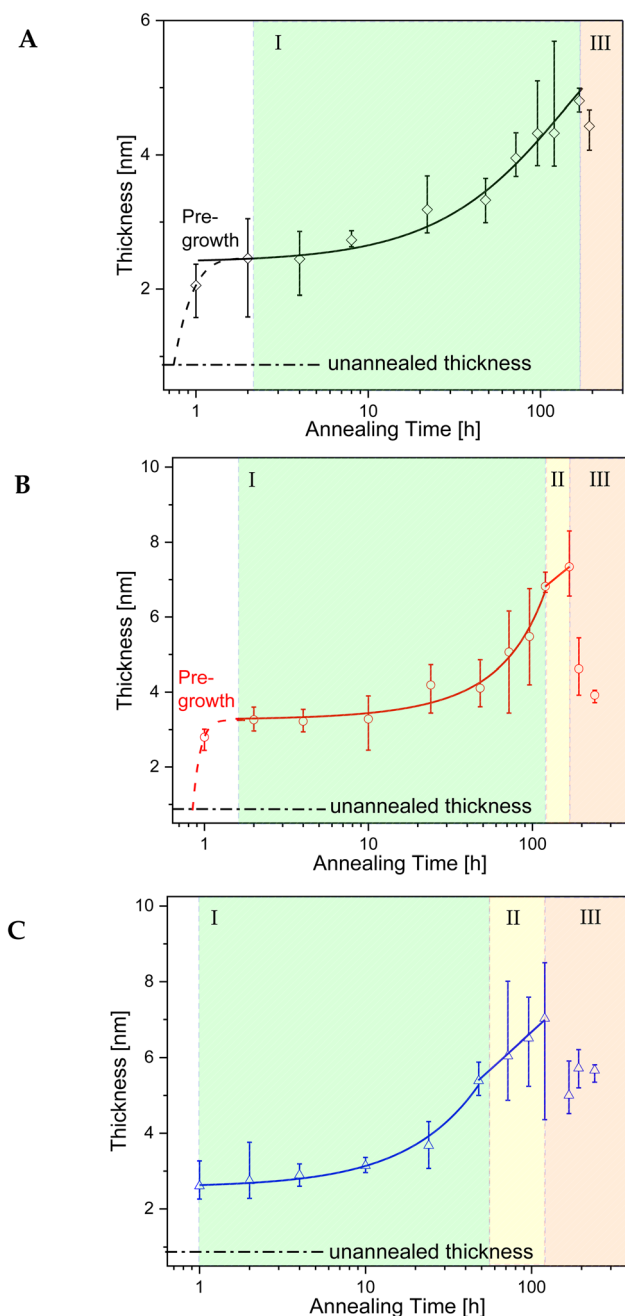 A
6
I
III
Thickness [nm]
4
Pre-
growth
2
unannealed thickness
1
10
100
Annealing Time [h]
B
10
I
II
III
8
Thickness [nm]
6
Pre-
growth
4
2
unannealed thickness
1
10
100
Annealing Time [h]
C
10
I
II
III
8
Thickness [nm]
6
4
2
unannealed thickness
1
10
100
Annealing Time [h]